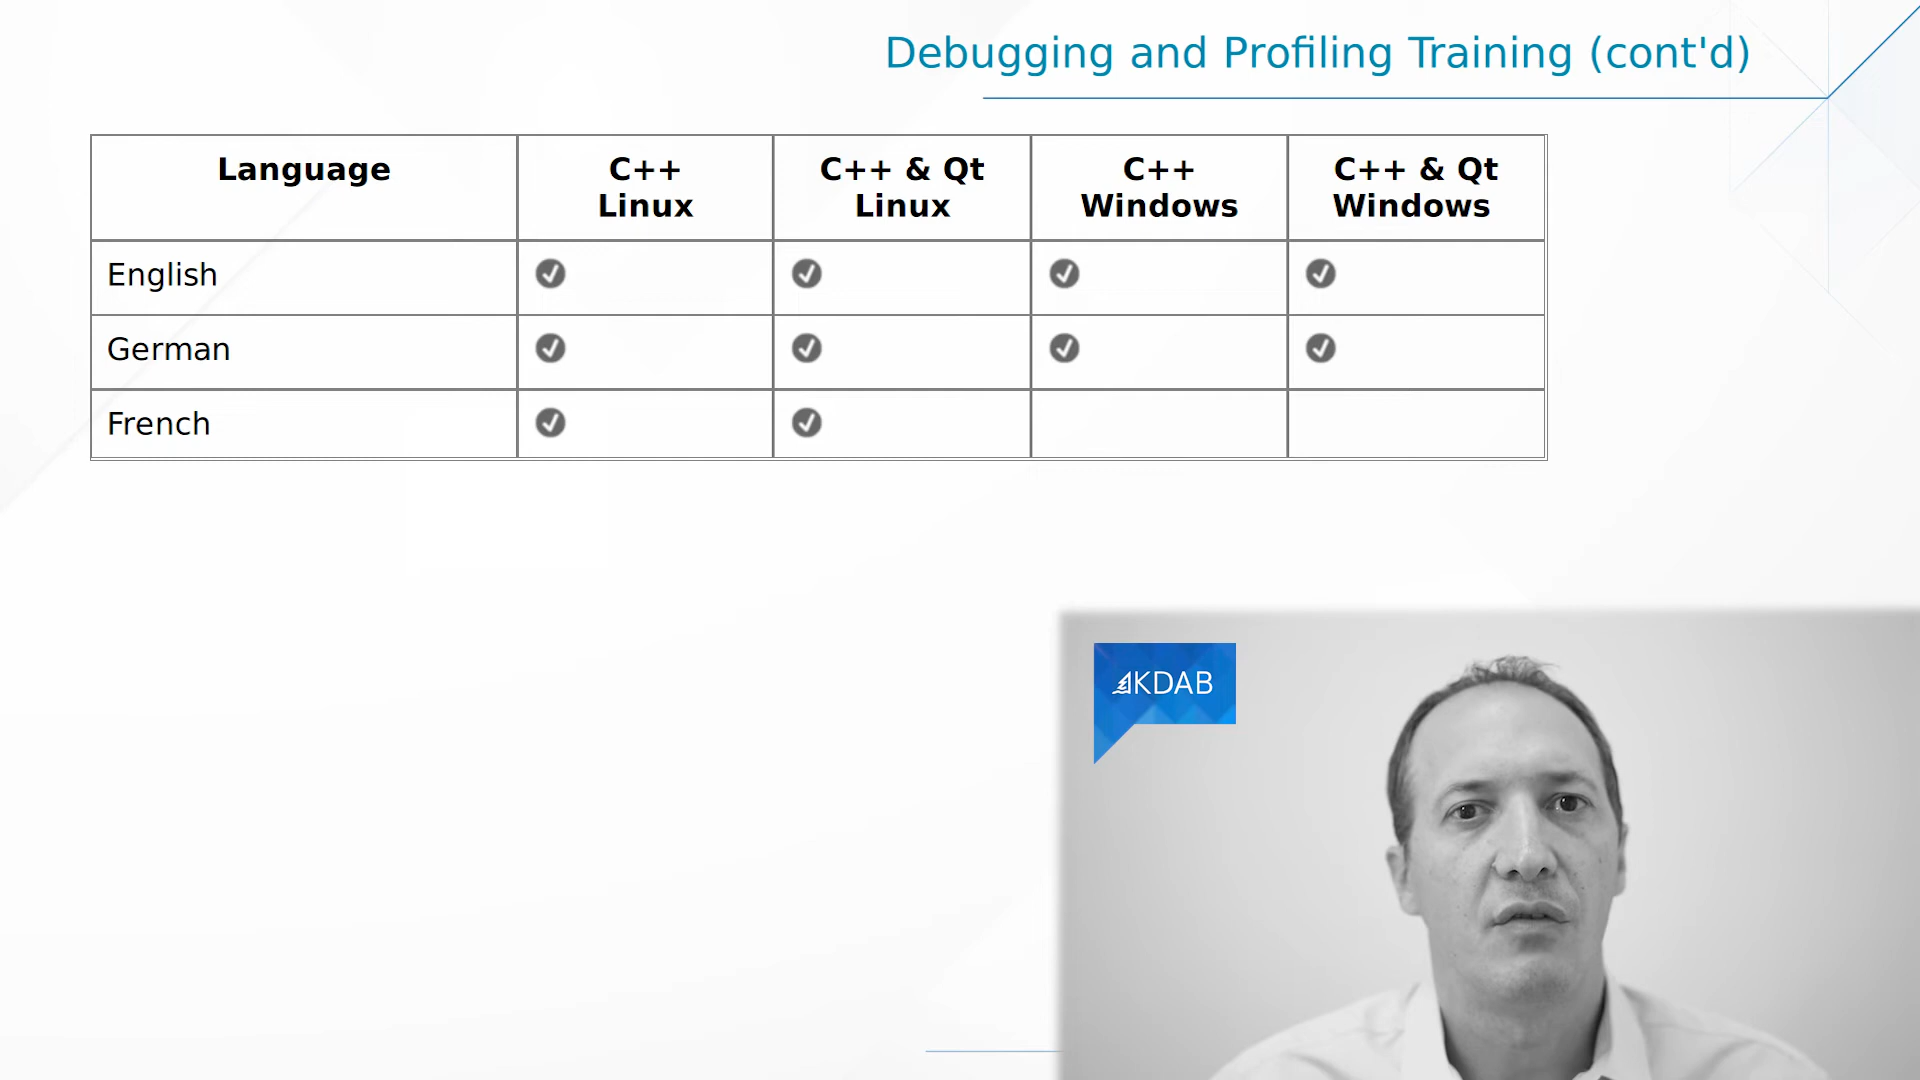 Debugging and Profiling Training (cont'd)
Language C++ C++ & Qt C++ C++ & Qt
Linux Linux Windows Windows
English
German
French
KDAB